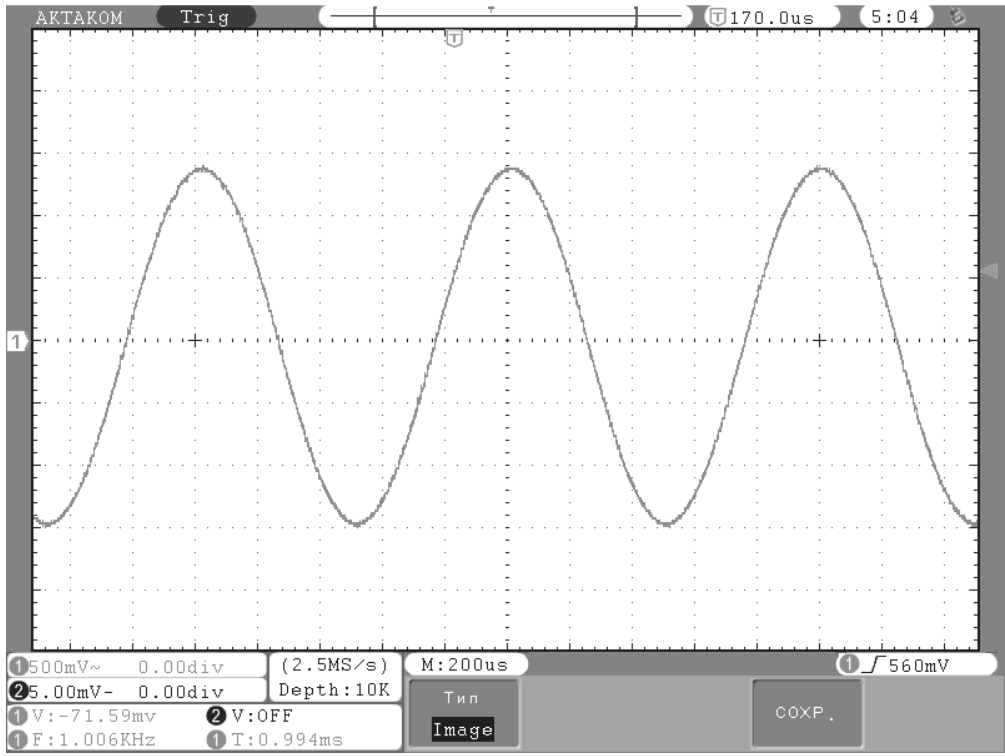 AKTAKOM Trig T 170.0us 5:04
T
1
1 500mV~ 0.00div (2.5MS/s) M:200us 1 560mV
2 5.00mV- 0.00div Depth:10K
1 V:-71.59mv 2 V:OFF
1 F:1.006KHz 1 T:0.994ms
Тип
Image
СОХР.